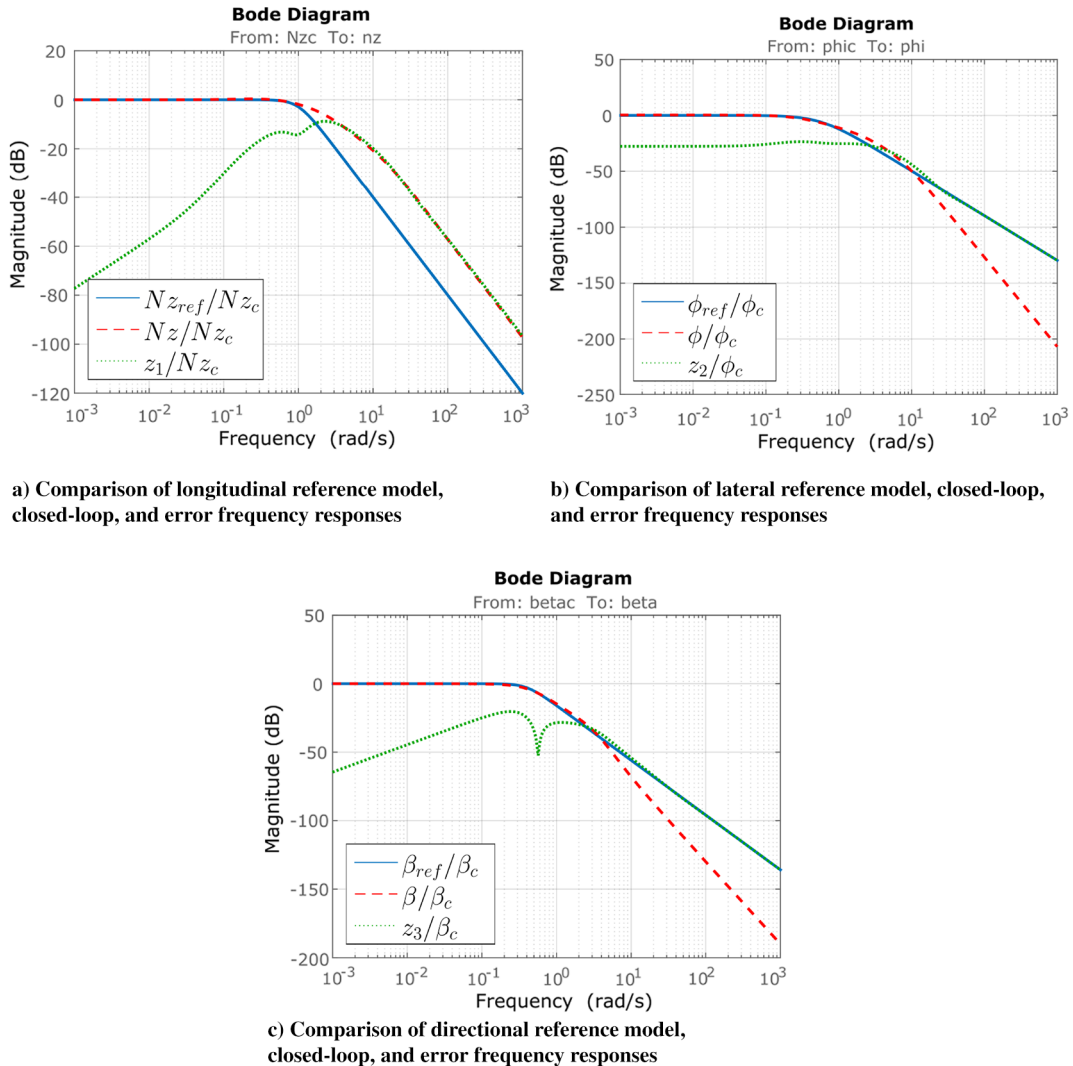 Bode Diagram
From: Nzc To: nz
20
0
-20
-40
-60
-80
-100
-120
Magnitude (dB)
Nz_ref/Nz_c
Nz/Nz_c
z_1/Nz_c
10^-3 10^-2 10^-1 10^0 10^1 10^2 10^3
Frequency (rad/s)
a) Comparison of longitudinal reference model,
closed-loop, and error frequency responses
Bode Diagram
From: phic To: phi
50
0
-50
-100
-150
-200
-250
Magnitude (dB)
ϕ_ref/ϕ_c
ϕ/ϕ_c
z_2/ϕ_c
10^-3 10^-2 10^-1 10^0 10^1 10^2 10^3
Frequency (rad/s)
b) Comparison of lateral reference model, closed-loop,
and error frequency responses
Bode Diagram
From: betac To: beta
50
0
-50
-100
-150
-200
Magnitude (dB)
β_ref/β_c
β/β_c
z_3/β_c
10^-3 10^-2 10^-1 10^0 10^1 10^2 10^3
Frequency (rad/s)
c) Comparison of directional reference model,
closed-loop, and error frequency responses